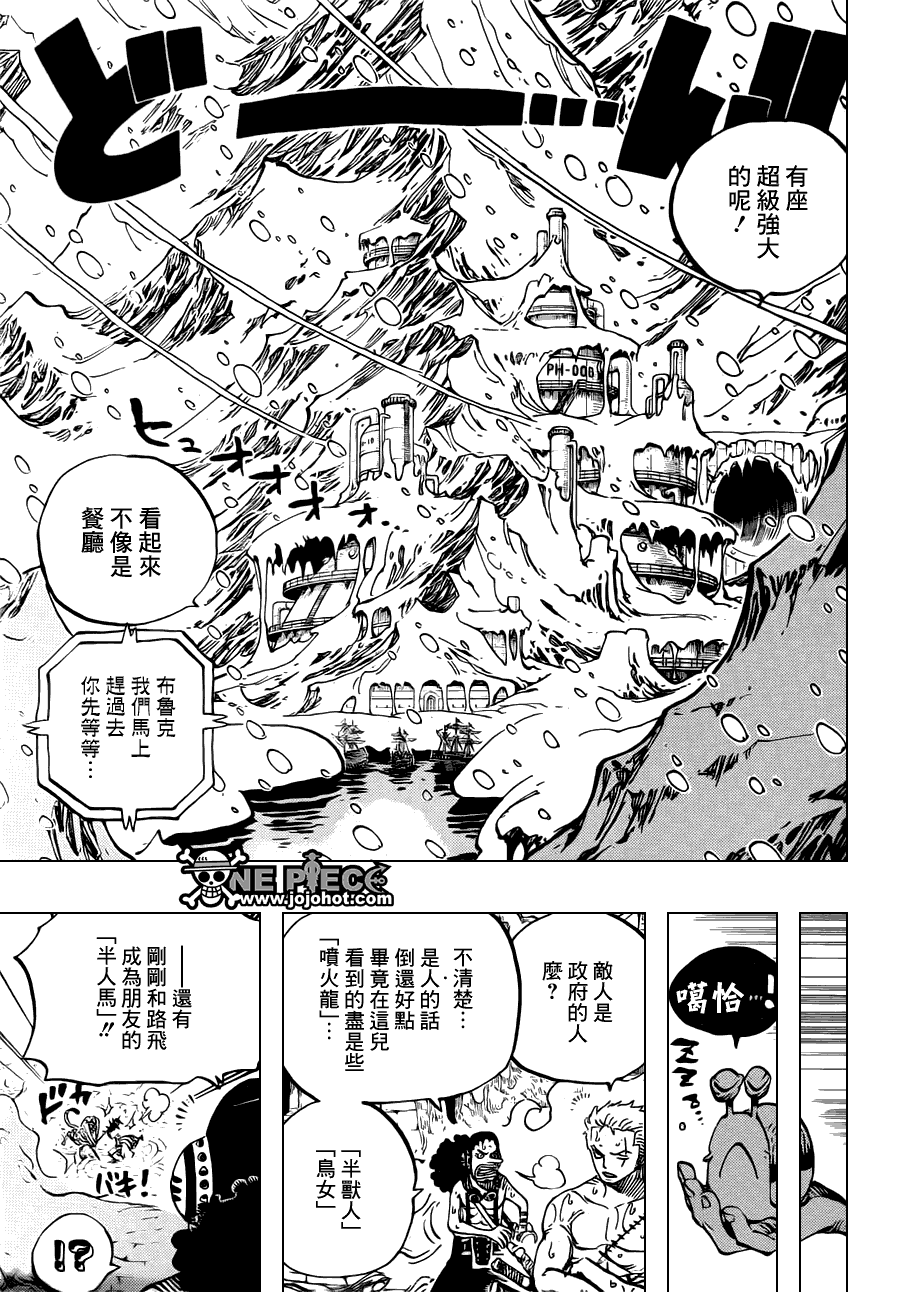 ど————ん
有座
超級強大
的呢！
PH-006
ヒュオオオオ…
看起來
不像是
餐廳
布魯克
我們馬上
趕過去
你先等等…
ONE PIECE
www.jojohot.com
噶恰…！
ZZZ
敵人是
政府的人
麼？
不清楚…
是人的話
倒還好點
畢竟在這兒
看到的盡是些
「噴火龍」…
「半獸人」
「鳥女」
——還有
剛剛和路飛
成為朋友的
「半人馬」!!
ドャ
バキ！
!?